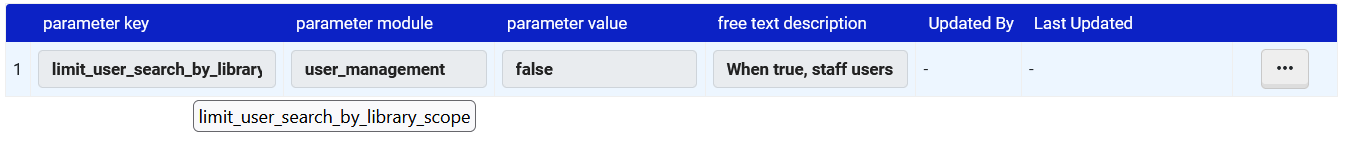 parameter key parameter module parameter value free text description Updated By Last Updated
1 limit_user_search_by_library user_management false When true, staff users - - ...
limit_user_search_by_library_scope